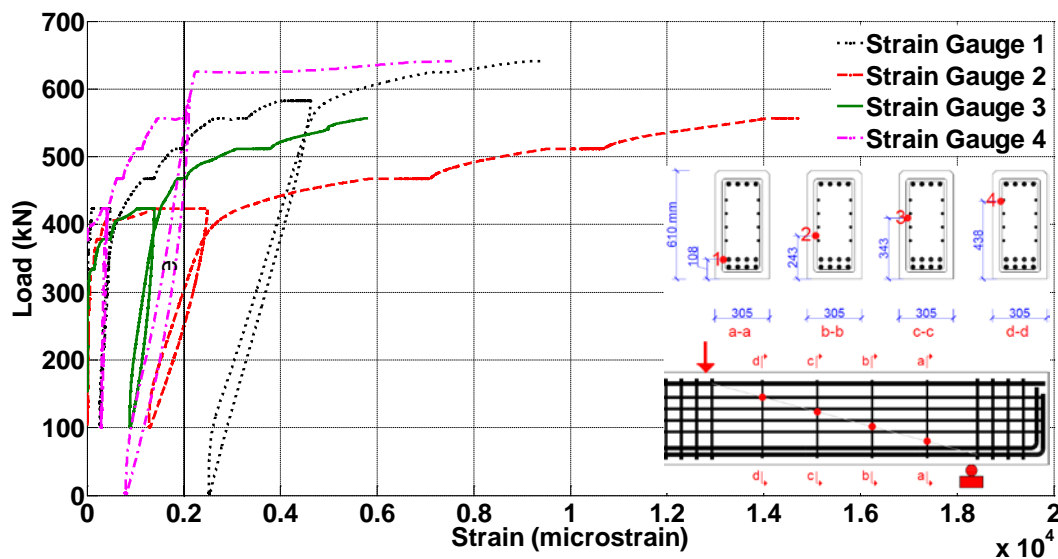 700
600
500
400
300
200
100
0
Load (kN)
0 0.2 0.4 0.6 0.8 1 1.2 1.4 1.6 1.8 2
Strain (microstrain)
x 10^4
Strain Gauge 1
Strain Gauge 2
Strain Gauge 3
Strain Gauge 4
610 mm
108
1
243
2
343
3
438
4
305 305 305 305
a-a b-b c-c d-d
d c b a
d c b a